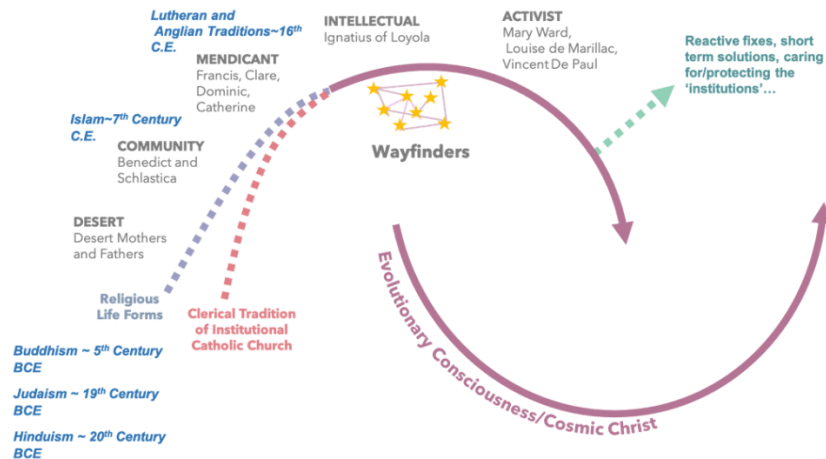 Lutheran and
Anglian Traditions~16th
C.E.
INTELLECTUAL
Ignatius of Loyola
ACTIVIST
Mary Ward,
Louise de Marillac,
Vincent De Paul
Reactive fixes, short
term solutions, caring
for/protecting the
‘institutions’…
MENDICANT
Francis, Clare,
Dominic,
Catherine
Islam~7th Century
C.E.
COMMUNITY
Benedict and
Schlastica
Wayfinders
DESERT
Desert Mothers
and Fathers
Religious
Life Forms
Clerical Tradition
of Institutional
Catholic Church
Evolutionary Consciousness/Cosmic Christ
Buddhism ~ 5th Century
BCE
Judaism ~ 19th Century
BCE
Hinduism ~ 20th Century
BCE